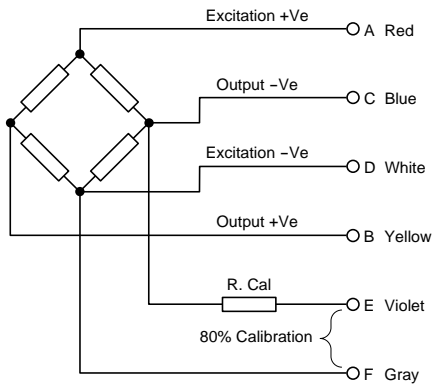 Excitation +Ve
A Red
Output −Ve
C Blue
Excitation −Ve
D White
Output +Ve
B Yellow
R. Cal
E Violet
80% Calibration
F Gray